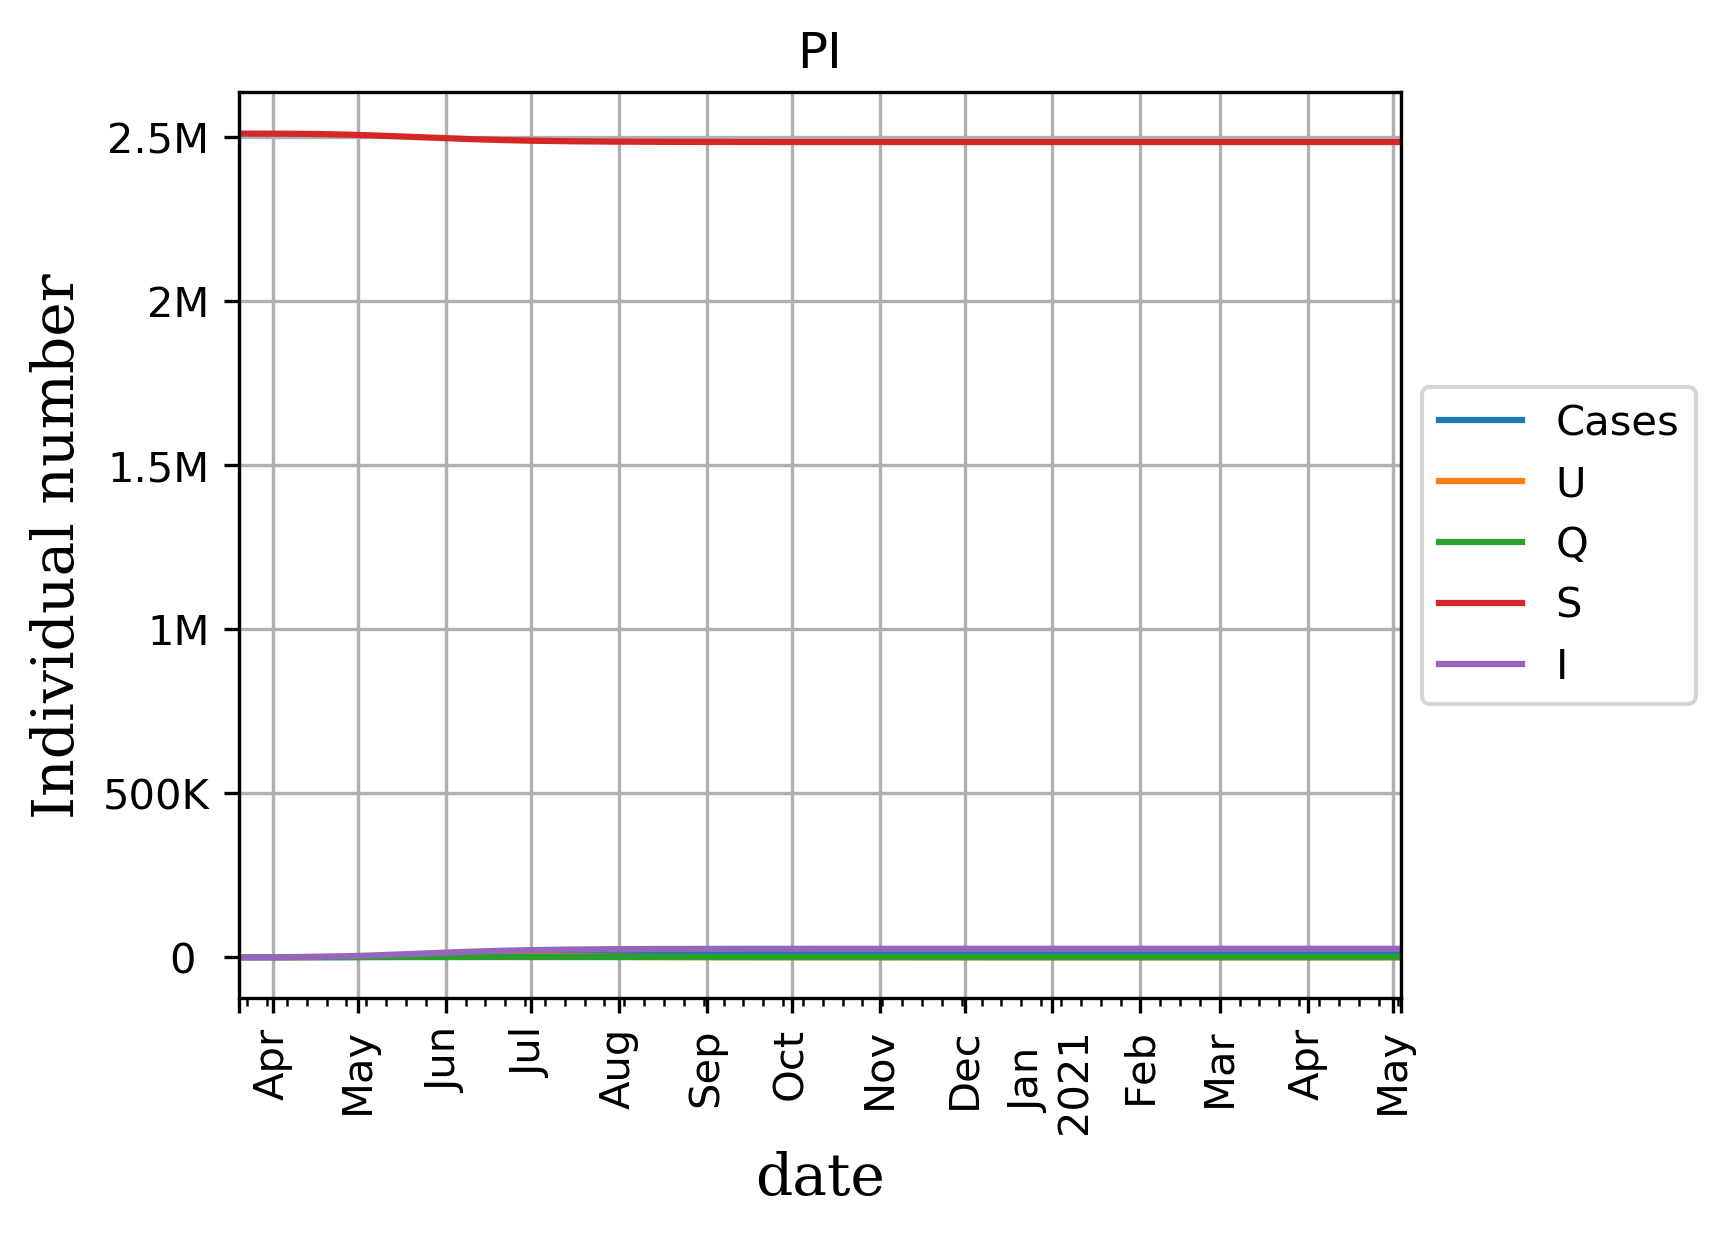 PI
Individual number
2.5M
2M
1.5M
1M
500K
0
Apr
May
Jun
Jul
Aug
Sep
Oct
Nov
Dec
Jan
2021
Feb
Mar
Apr
May
date
Cases
U
Q
S
I